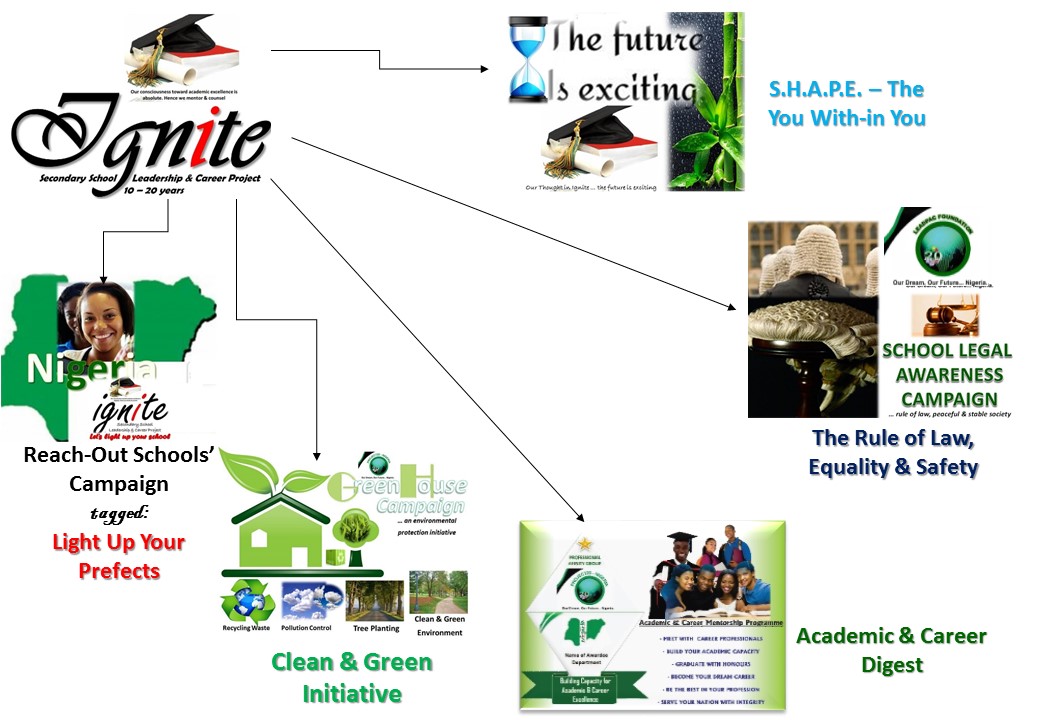 Our consciousness toward academic excellence is
absolute. Hence we mentor & counsel
Ignite
Secondary School Leadership & Career Project
10 – 20 years
The future
Is exciting
Our Thought in Ignite ... the future is exciting
S.H.A.P.E. – The
You With-in You
LEADPAC FOUNDATION
20
Our Dream, Our Future... Nigeria.
SCHOOL LEGAL
AWARENESS
CAMPAIGN
... rule of law, peaceful & stable society
The Rule of Law,
Equality & Safety
Nigeria
ignite
Secondary School
Leadership & Career Project
Let's light up your school
Reach-Out Schools’
Campaign
tagged:
Light Up Your
Prefects
GreenHouse
Campaign
... an environmental
protection initiative
Recycling Waste
Pollution Control
Tree Planting
Clean & Green
Environment
Clean & Green
Initiative
PROFESSIONAL
Our Dream, Our Future - Nigeria
Name of Awardee
Department
Building Capacity for
Academic & Career
Excellence
Academic & Career Mentorship Programme
- MEET WITH CAREER PROFESSIONALS
- BUILD YOUR ACADEMIC CAPACITY
- GRADUATE WITH HONOURS
- BECOME YOUR DREAM CAREER
- BE THE BEST IN YOUR PROFESSION
- SERVE YOUR NATION WITH INTEGRITY
Academic & Career
Digest